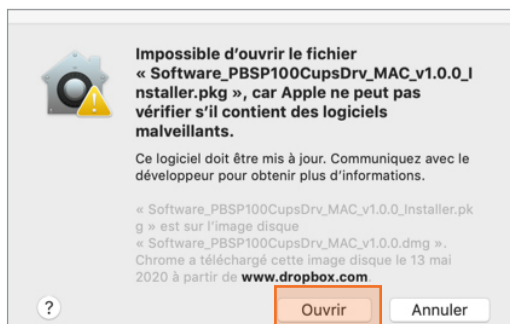 Impossible d’ouvrir le fichier
« Software_PBSP100CupsDrv_MAC_v1.0.0_I
nstaller.pkg », car Apple ne peut pas
vérifier s’il contient des logiciels
malveillants.
Ce logiciel doit être mis à jour. Communiquez avec le
développeur pour obtenir plus d’informations.
« Software_PBSP100CupsDrv_MAC_v1.0.0_Installer.pk
g » est sur l’image disque
« Software_PBSP100CupsDrv_MAC_v1.0.0.dmg ».
Chrome a téléchargé cette image disque le 13 mai
2020 à partir de www.dropbox.com.
? Ouvrir Annuler